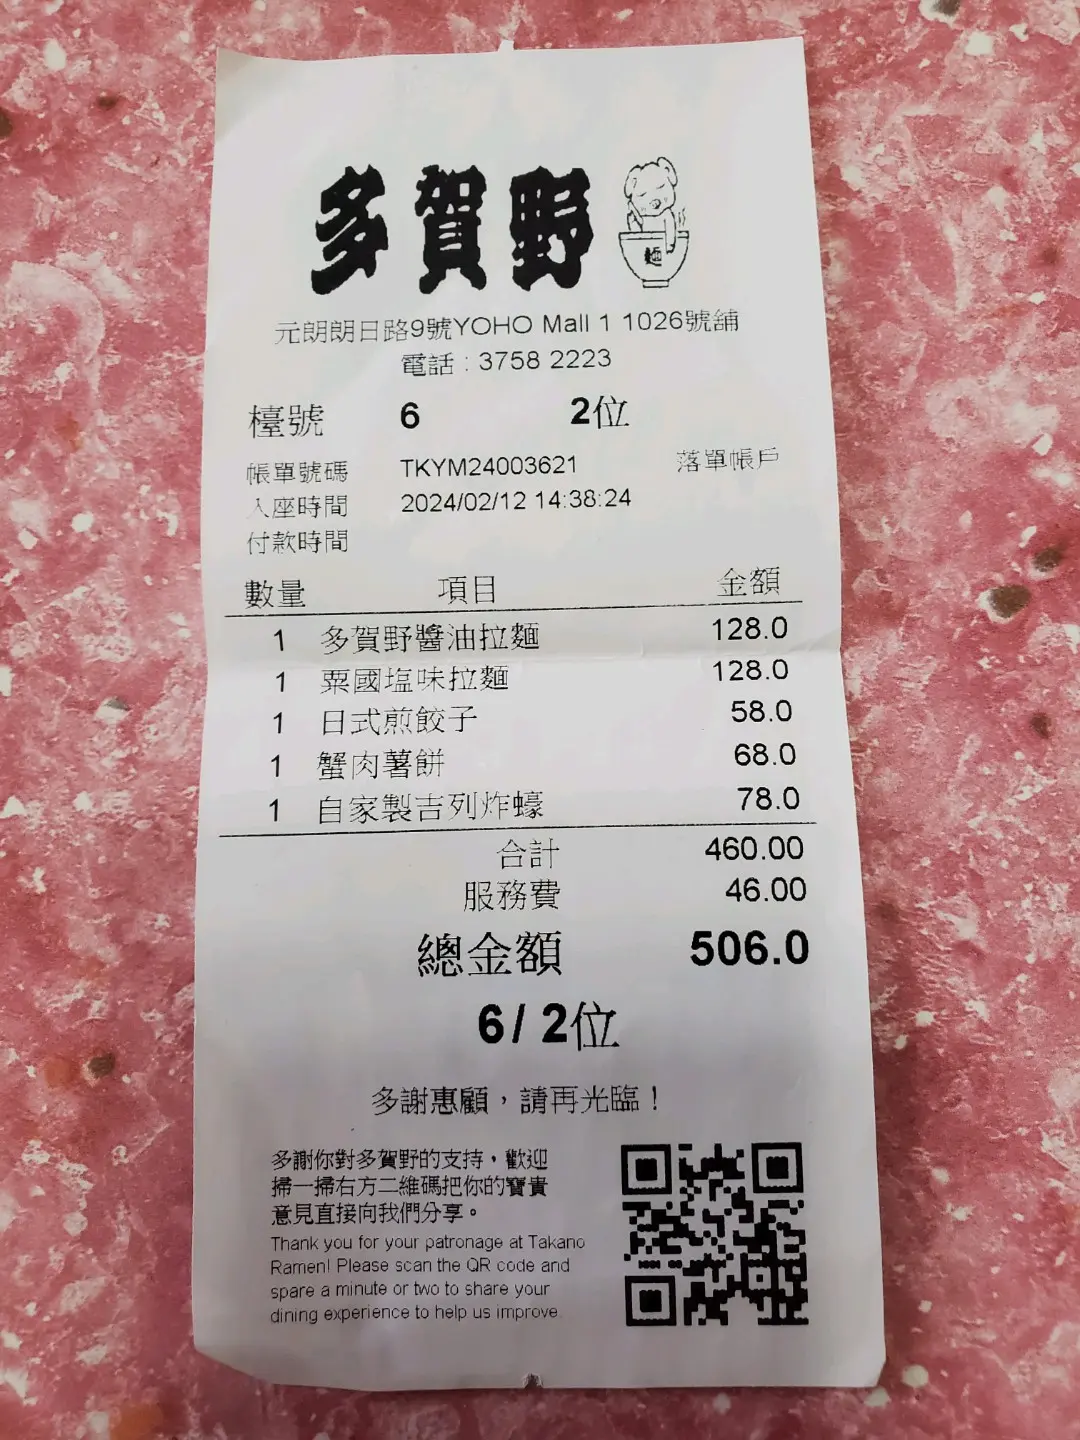 多賀野
麵
元朗朗日路9號YOHO Mall 1 1026號舖
電話 : 3758 2223
檯號 6 2位
帳單號碼 TKYM24003621 落單帳戶
入座時間 2024/02/12 14:38:24
付款時間
數量 項目 金額
1 多賀野醬油拉麵 128.0
1 粟國塩味拉麵 128.0
1 日式煎餃子 58.0
1 蟹肉薯餅 68.0
1 自家製吉列炸蠔 78.0
合計 460.00
服務費 46.00
總金額 506.0
6 / 2位
多謝惠顧，請再光臨！
多謝你對多賀野的支持，歡迎
掃一掃右方二維碼把你的寶貴
意見直接向我們分享。
Thank you for your patronage at Takano
Ramen! Please scan the QR code and
spare a minute or two to share your
dining experience to help us improve.